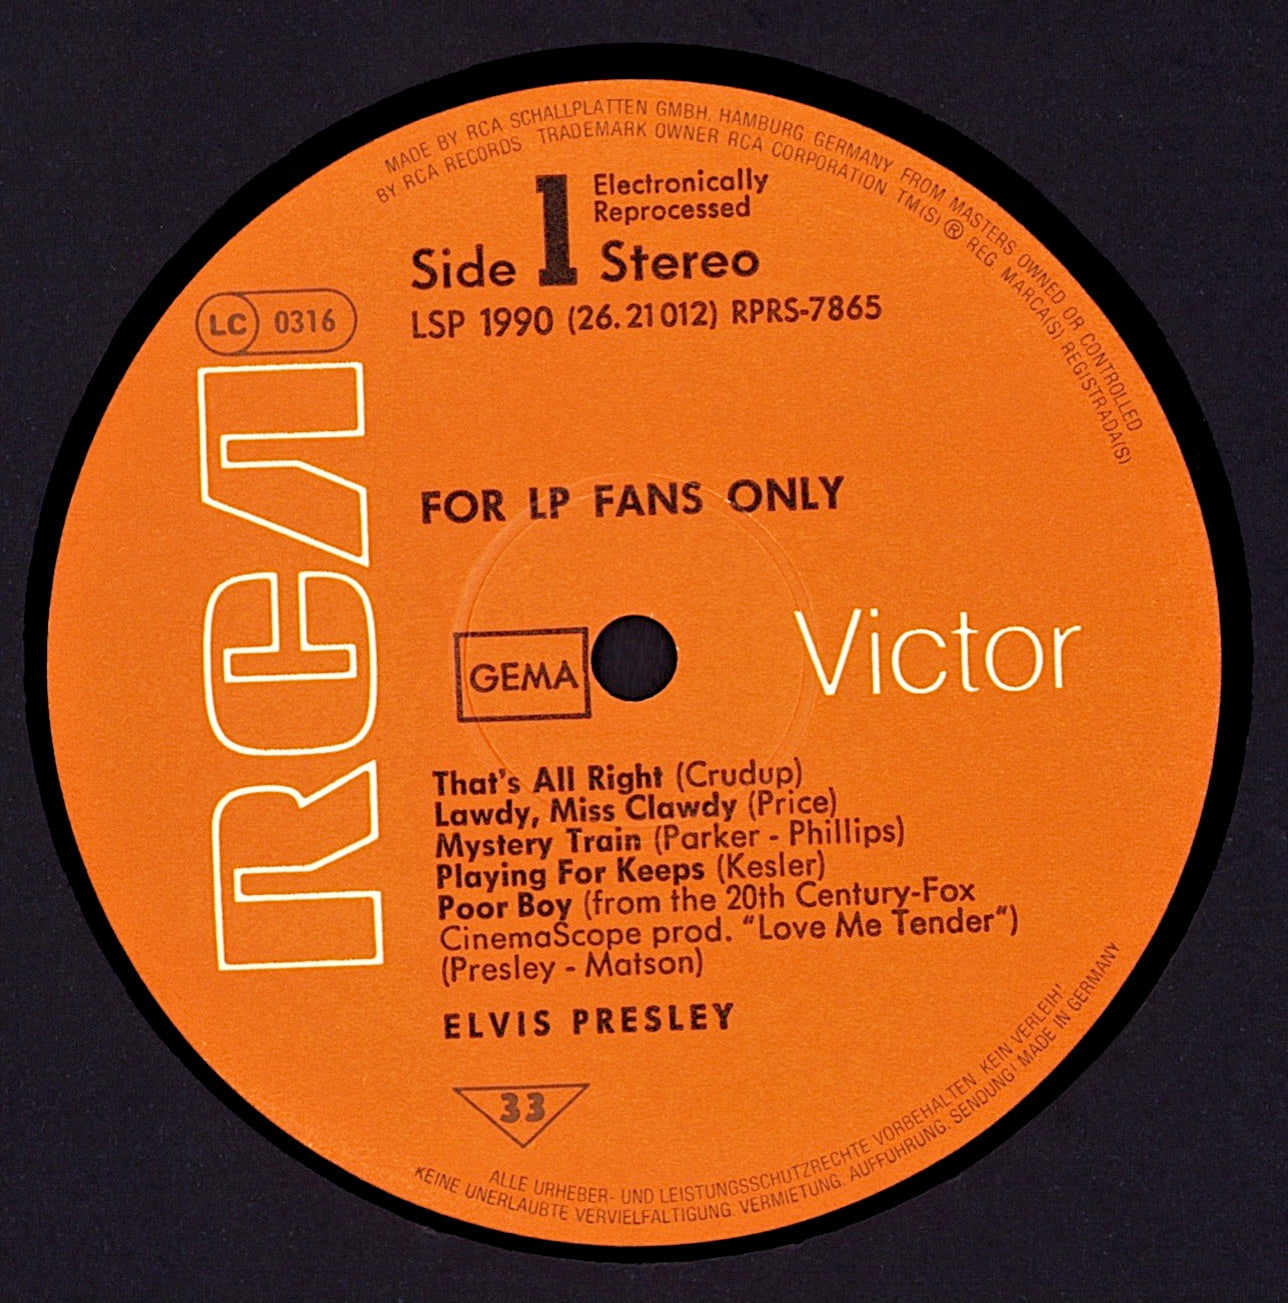 MADE BY RCA SCHALLPLATTEN GMBH. HAMBURG. GERMANY FROM MASTERS OWNED OR CONTROLLED
BY RCA RECORDS TRADEMARK OWNER RCA CORPORATION TM(S) ® REG. MARCA(S) REGISTRADA(S)
Electronically
Reprocessed
Side 1 Stereo
LC 0316
LSP 1990 (26.21012) RPRS-7865
RCA
FOR LP FANS ONLY
GEMA
Victor
That's All Right (Crudup)
Lawdy, Miss Clawdy (Price)
Mystery Train (Parker - Phillips)
Playing For Keeps (Kesler)
Poor Boy (from the 20th Century-Fox
CinemaScope prod. “Love Me Tender“)
(Presley - Matson)
ELVIS PRESLEY
33
ALLE URHEBER- UND LEISTUNGSSCHUTZRECHTE VORBEHALTEN. KEIN VERLEIH!
KEINE UNERLAUBTE VERVIELFALTIGUNG. VERMIETUNG. AUFFUHRUNG. SENDUNG! MADE IN GERMANY